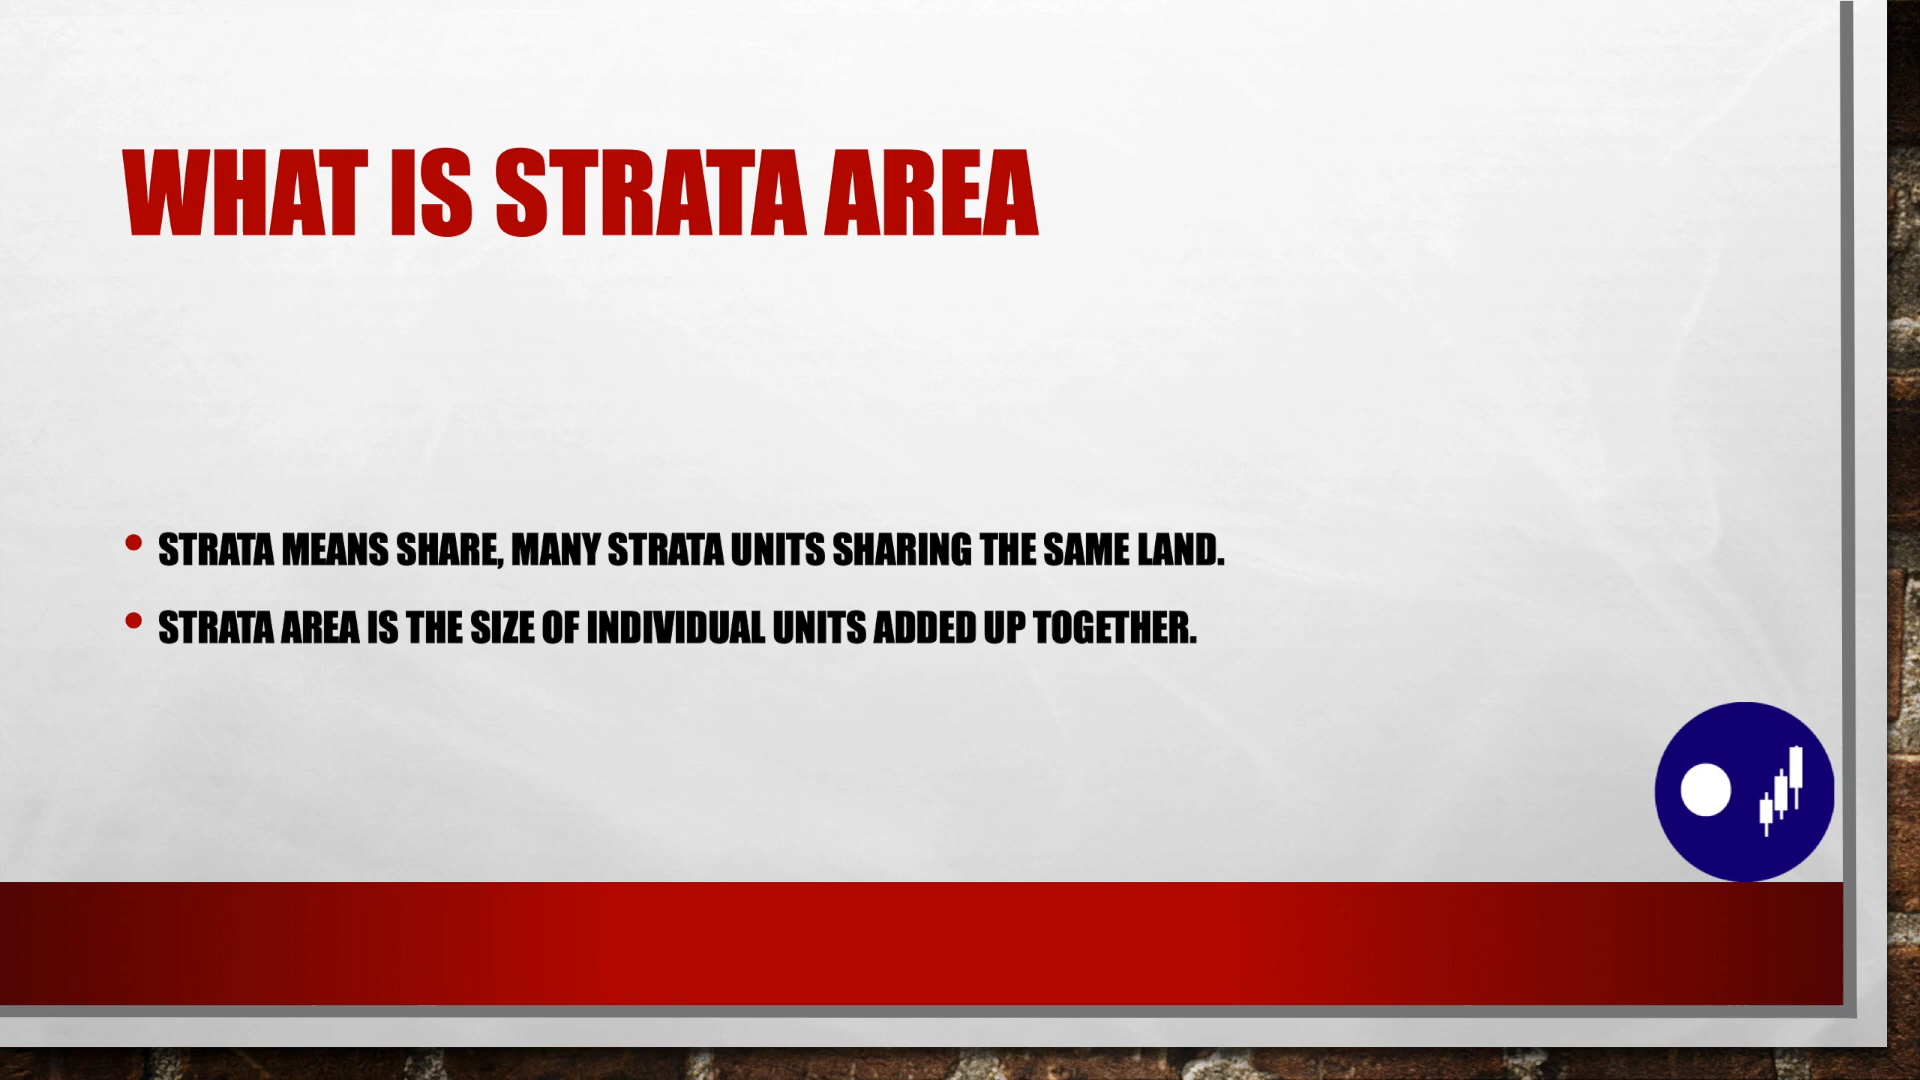 WHAT IS STRATA AREA
• STRATA MEANS SHARE, MANY STRATA UNITS SHARING THE SAME LAND.
• STRATA AREA IS THE SIZE OF INDIVIDUAL UNITS ADDED UP TOGETHER.